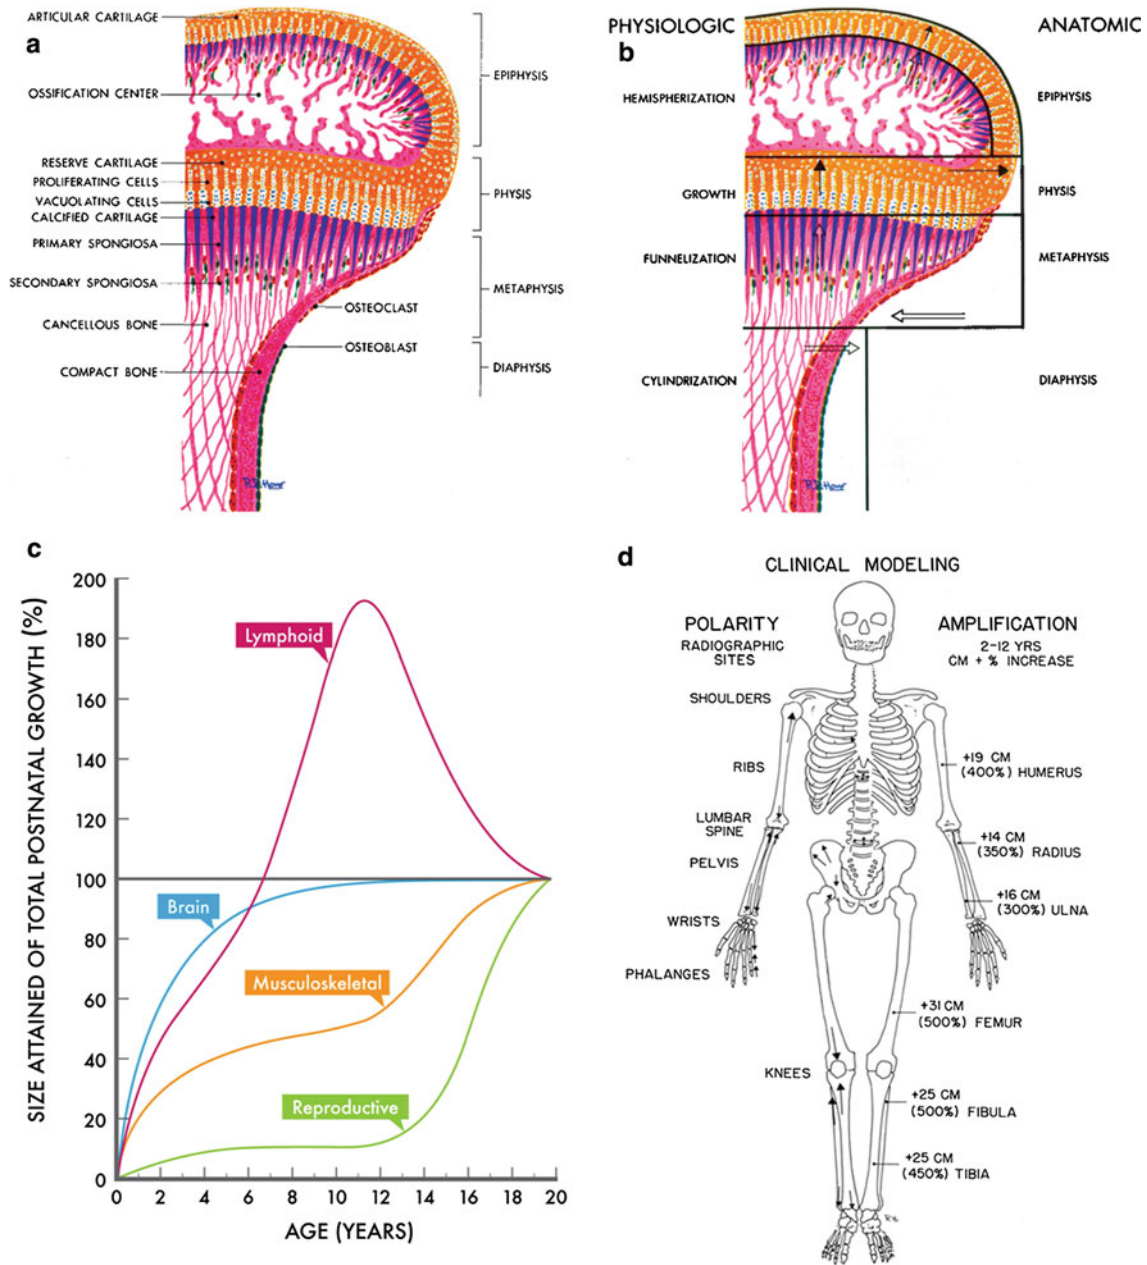 a
ARTICULAR CARTILAGE
OSSIFICATION CENTER
RESERVE CARTILAGE
PROLIFERATING CELLS
VACUOLATING CELLS
CALCIFIED CARTILAGE
PRIMARY SPONGIOSA
SECONDARY SPONGIOSA
CANCELLOUS BONE
COMPACT BONE
OSTEOCLAST
OSTEOBLAST
EPIPHYSIS
PHYSIS
METAPHYSIS
DIAPHYSIS
b
PHYSIOLOGIC
HEMISPHERIZATION
GROWTH
FUNNELIZATION
CYLINDRIZATION
ANATOMIC
EPIPHYSIS
PHYSIS
METAPHYSIS
DIAPHYSIS
c
SIZE ATTAINED OF TOTAL POSTNATAL GROWTH (%)
200
180
160
140
120
100
80
60
40
20
0
Lymphoid
Brain
Musculoskeletal
Reproductive
0 2 4 6 8 10 12 14 16 18 20
AGE (YEARS)
d
CLINICAL MODELING
POLARITY
RADIOGRAPHIC
SITES
SHOULDERS
RIBS
LUMBAR
SPINE
PELVIS
WRISTS
PHALANGES
KNEES
AMPLIFICATION
2-12 YRS
CM + % INCREASE
+19 CM
(400%) HUMERUS
+14 CM
(350%) RADIUS
+16 CM
(300%) ULNA
+31 CM
(500%) FEMUR
+25 CM
(500%) FIBULA
+25 CM
(450%) TIBIA